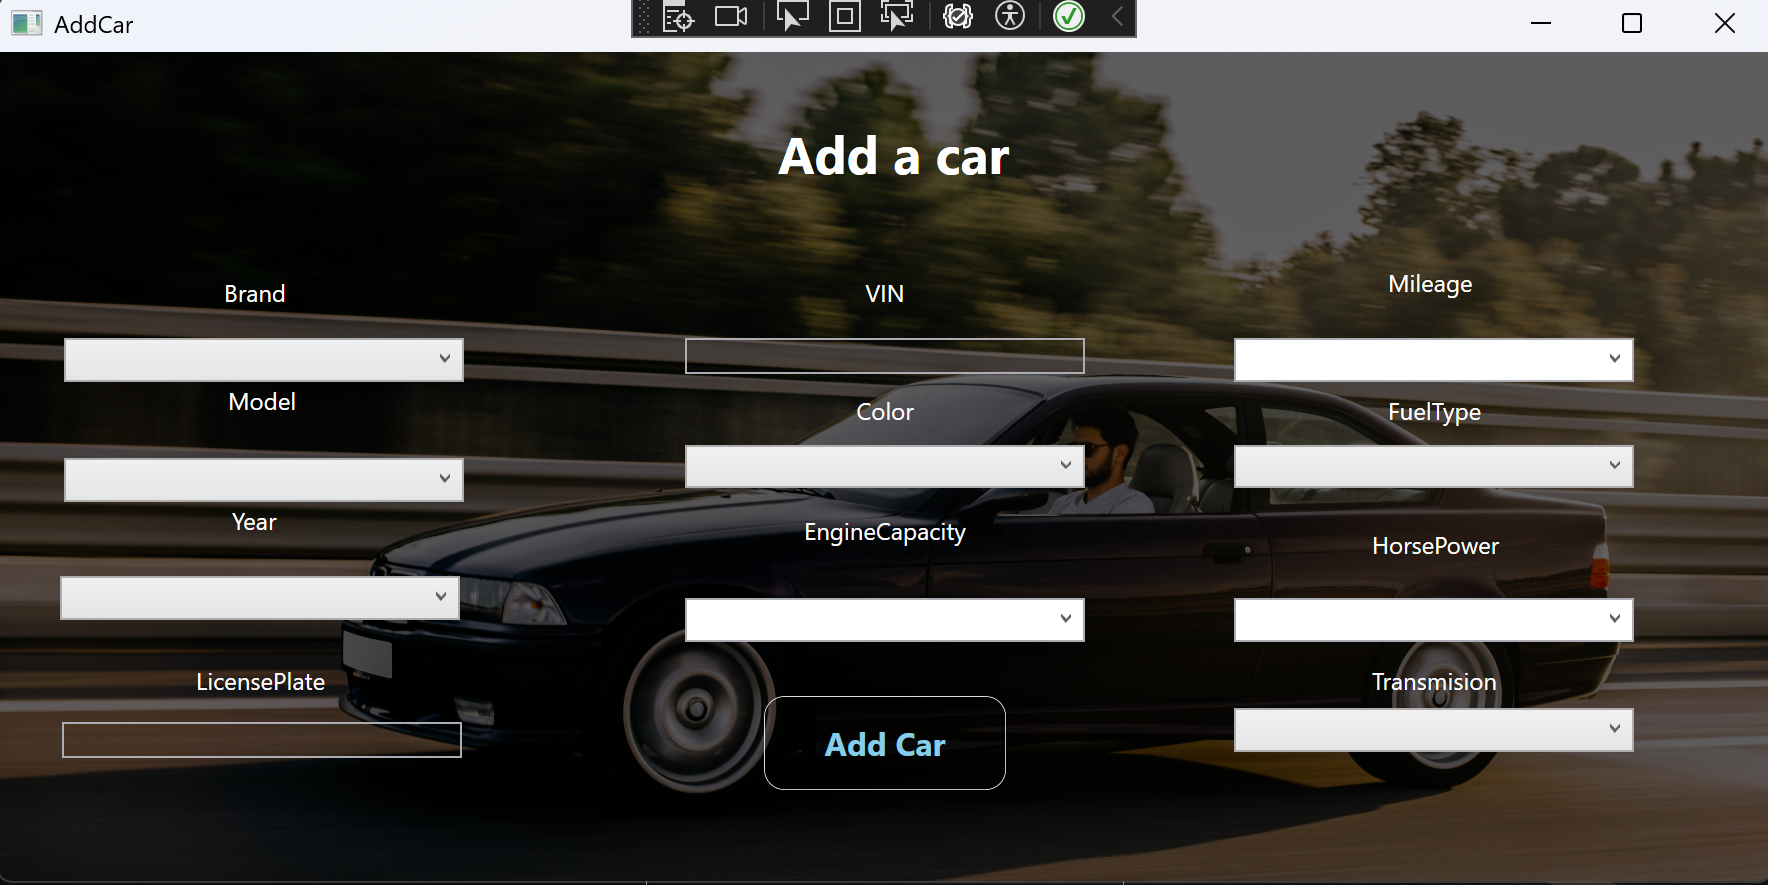 AddCar
Add a car
Brand
VIN
Mileage
Model
Color
FuelType
Year
EngineCapacity
HorsePower
LicensePlate
Transmision
Add Car